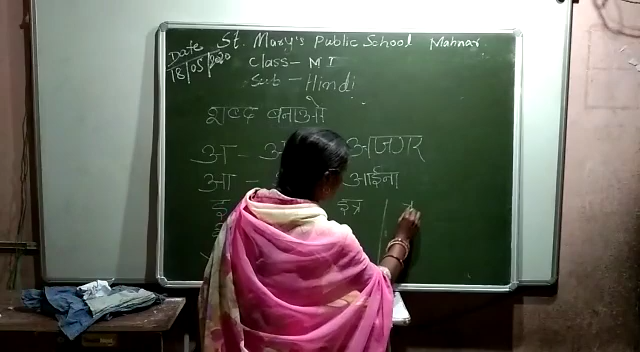 St. Mary's Public School Mahnar
Date 18/05/2020
Class - M I
Sub - Hindi
शब्द बनाओ
अ - अजगर
आ - आईना
इ इत्र